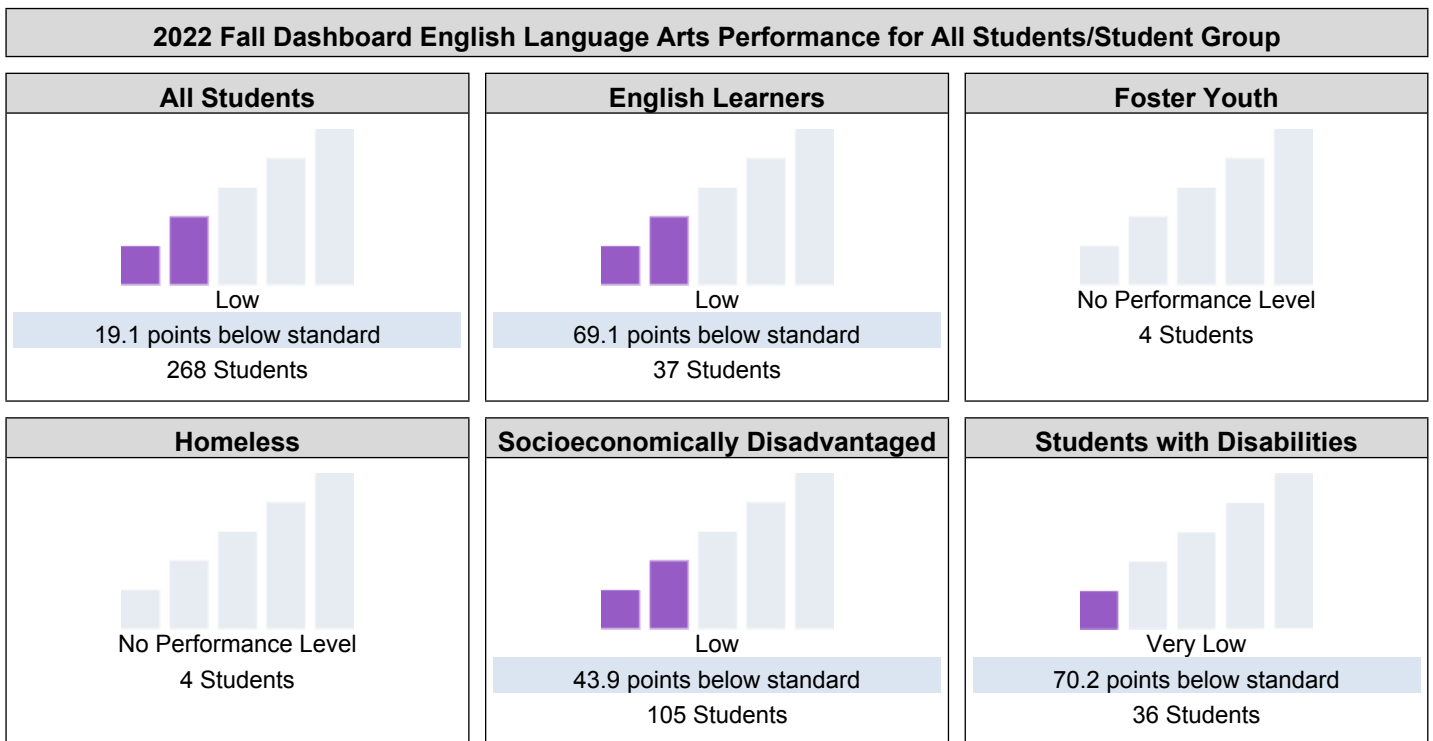 2022 Fall Dashboard English Language Arts Performance for All Students/Student Group
All Students
Low
19.1 points below standard
268 Students
English Learners
Low
69.1 points below standard
37 Students
Foster Youth
No Performance Level
4 Students
Homeless
No Performance Level
4 Students
Socioeconomically Disadvantaged
Low
43.9 points below standard
105 Students
Students with Disabilities
Very Low
70.2 points below standard
36 Students